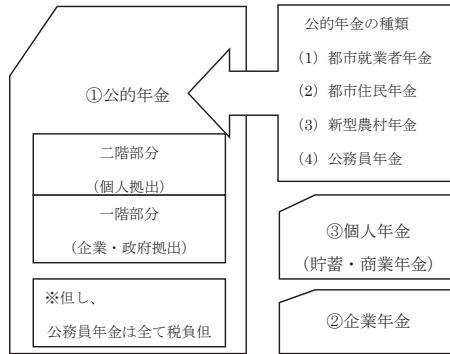 ①公的年金
二階部分
(個人拠出)
一階部分
(企業・政府拠出)
※但し、
公務員年金は全て税負担
公的年金の種類
(1) 都市就業者年金
(2) 都市住民年金
(3) 新型農村年金
(4) 公務員年金
③個人年金
(貯蓄・商業年金)
②企業年金